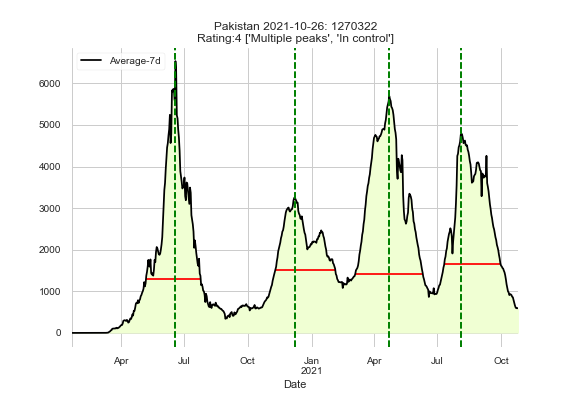 Pakistan 2021-10-26: 1270322
Rating:4 ['Multiple peaks', 'In control']
Average-7d
6000
5000
4000
3000
2000
1000
0
Apr Jul Oct Jan Apr Jul Oct
2021
Date